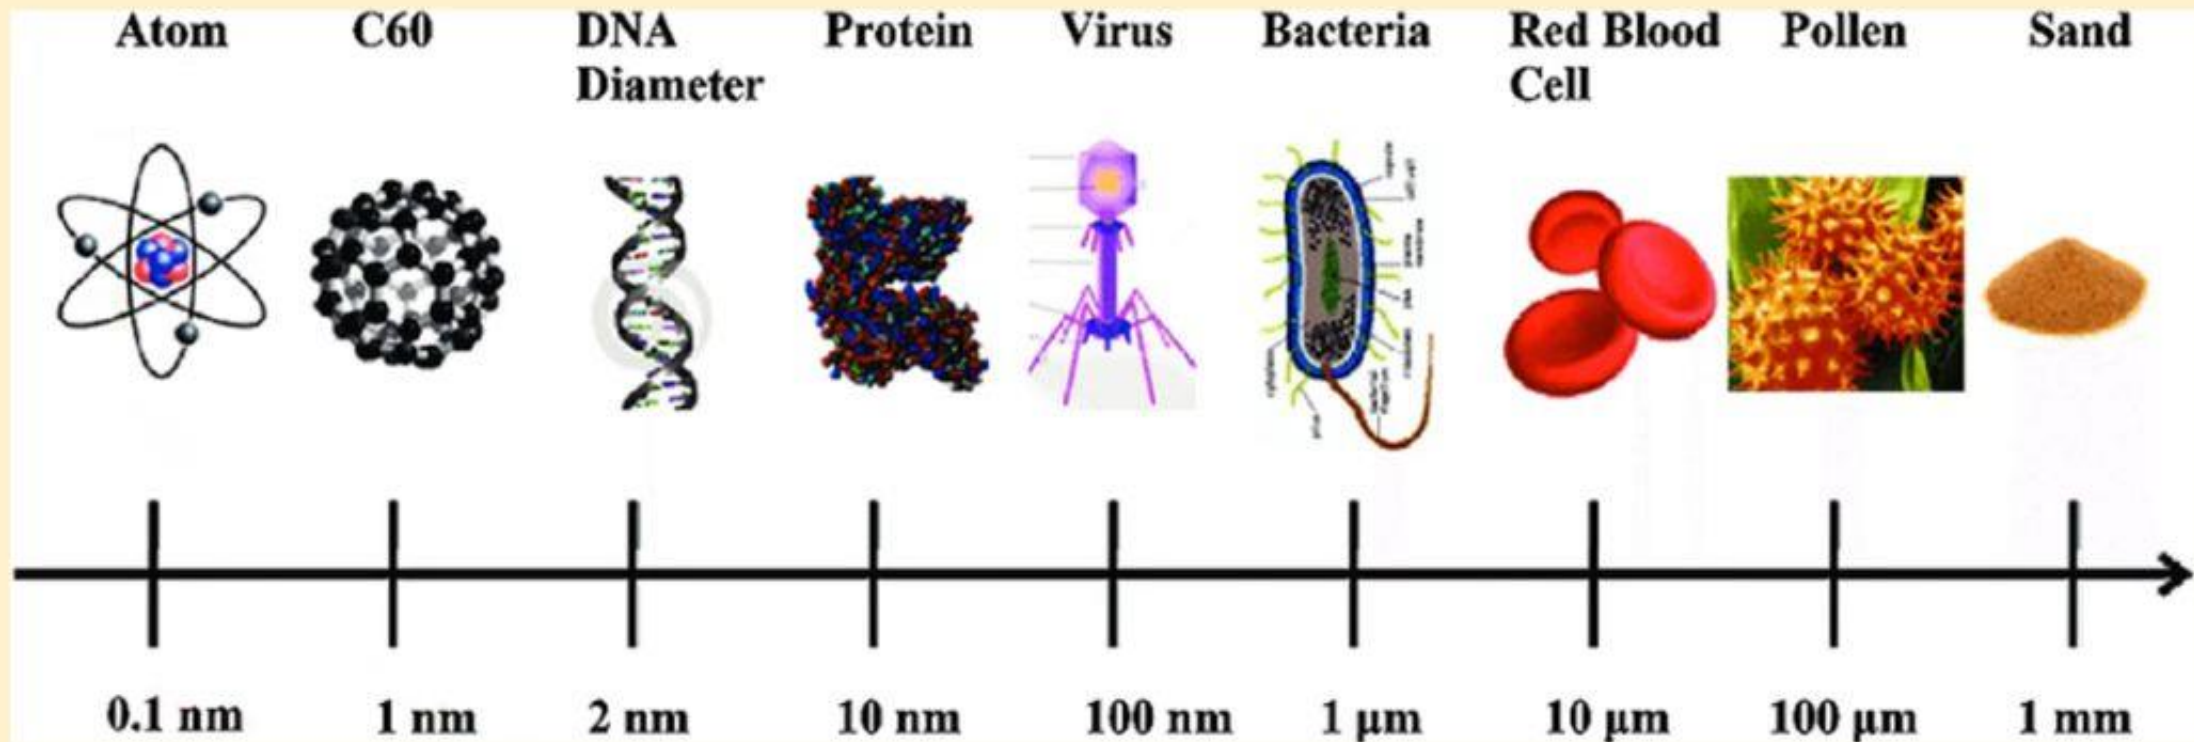 Atom C60 DNA Diameter Protein Virus Bacteria Red Blood Cell Pollen Sand
0.1 nm 1 nm 2 nm 10 nm 100 nm 1 μm 10 μm 100 μm 1 mm